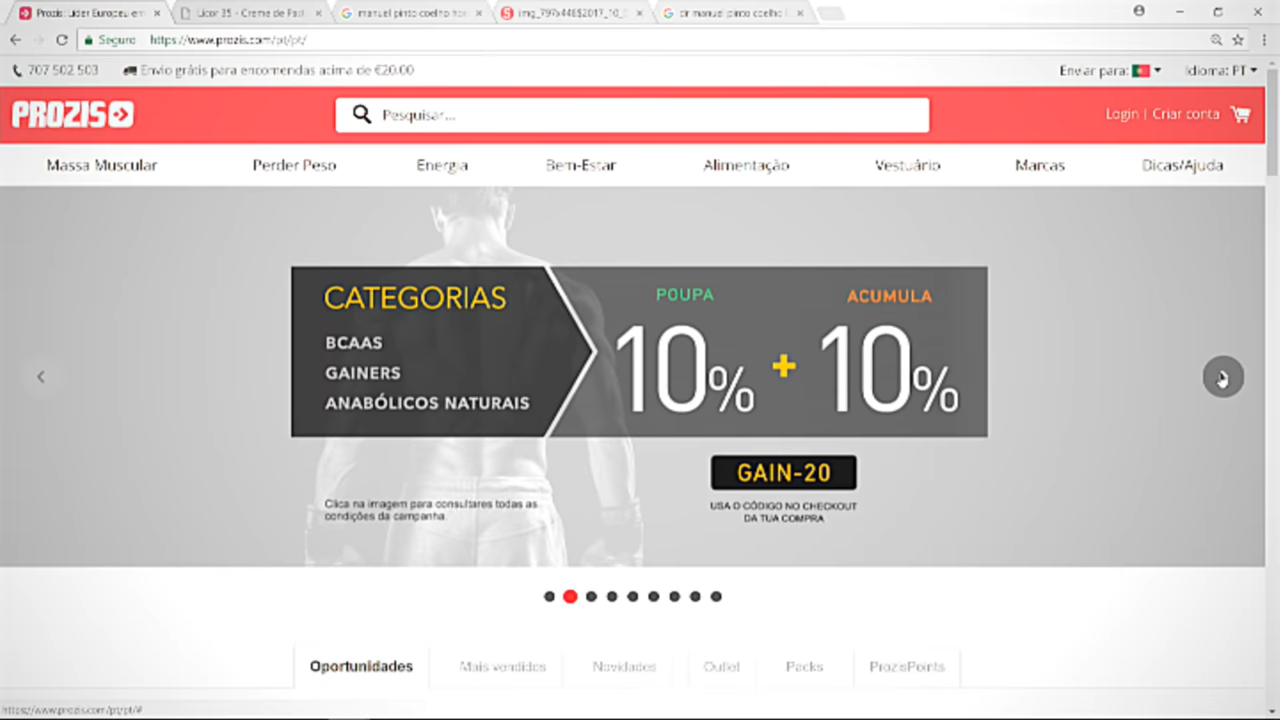 Prozis: Líder Europeu em
Licor 35 - Creme de Past
manuel pinto coelho ho
img_797x448$2017_10_
dr manuel pinto coelho l
Seguro https://www.prozis.com/pt/pt/
707 502 503 Envio grátis para encomendas acima de €20.00 Enviar para: Idioma: PT
PROZIS
Pesquisar...
Login | Criar conta
Massa Muscular Perder Peso Energia Bem-Estar Alimentação Vestuário Marcas Dicas/Ajuda
CATEGORIAS
BCAAS
GAINERS
ANABÓLICOS NATURAIS
POUPA ACUMULA
10% + 10%
GAIN-20
Clica na imagem para consultares todas as
condições da campanha.
USA O CÓDIGO NO CHECKOUT
DA TUA COMPRA
Oportunidades Mais vendidos Novidades Outlet Packs ProzisPoints
https://www.prozis.com/pt/pt/#